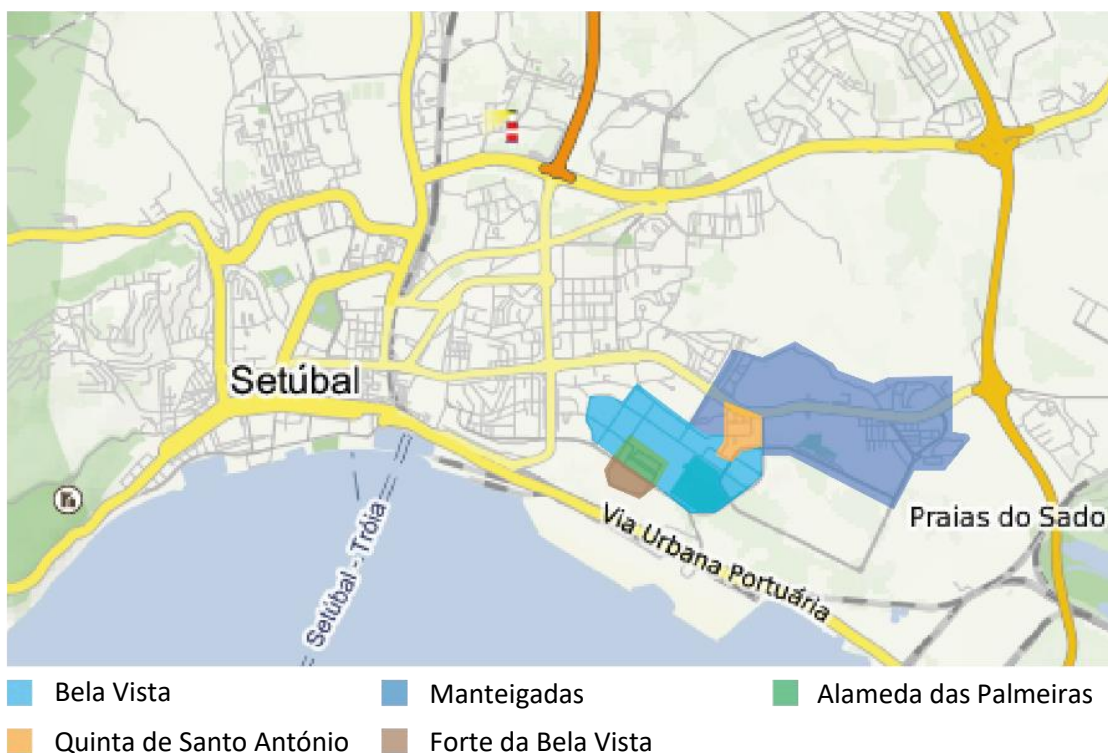 Setúbal
Praias do Sado
Via Urbana Portuária
Setúbal - Tróia
Bela Vista
Manteigadas
Alameda das Palmeiras
Quinta de Santo António
Forte da Bela Vista